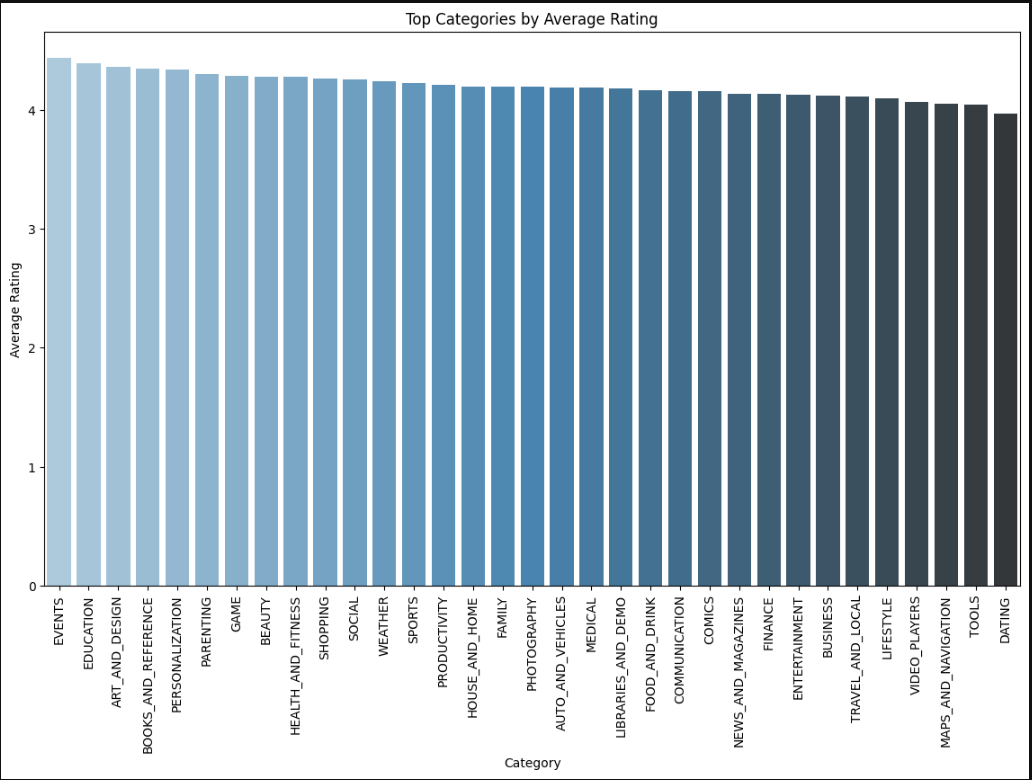 Top Categories by Average Rating
Average Rating
4
3
2
1
0
EVENTS
EDUCATION
ART_AND_DESIGN
BOOKS_AND_REFERENCE
PERSONALIZATION
PARENTING
GAME
BEAUTY
HEALTH_AND_FITNESS
SHOPPING
SOCIAL
WEATHER
SPORTS
PRODUCTIVITY
HOUSE_AND_HOME
FAMILY
PHOTOGRAPHY
AUTO_AND_VEHICLES
MEDICAL
LIBRARIES_AND_DEMO
FOOD_AND_DRINK
COMMUNICATION
COMICS
NEWS_AND_MAGAZINES
FINANCE
ENTERTAINMENT
BUSINESS
TRAVEL_AND_LOCAL
LIFESTYLE
VIDEO_PLAYERS
MAPS_AND_NAVIGATION
TOOLS
DATING
Category